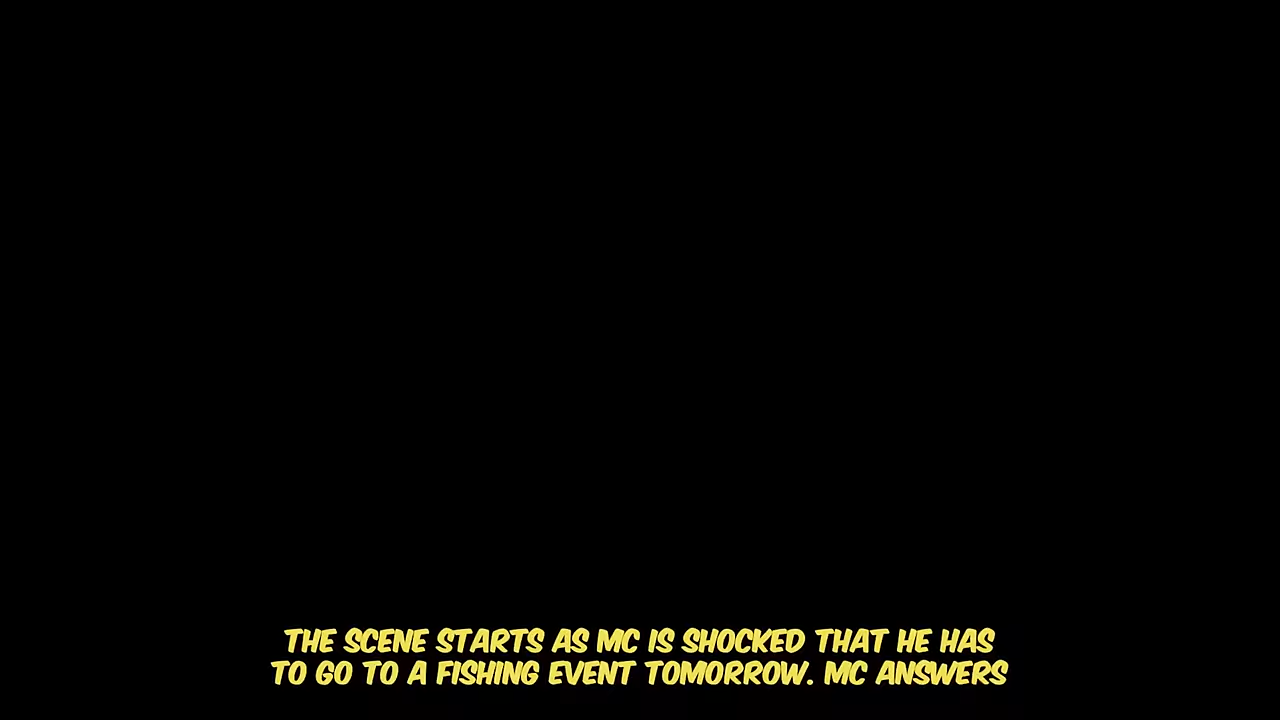 THE SCENE STARTS AS MC IS SHOCKED THAT HE HAS
TO GO TO A FISHING EVENT TOMORROW. MC ANSWERS